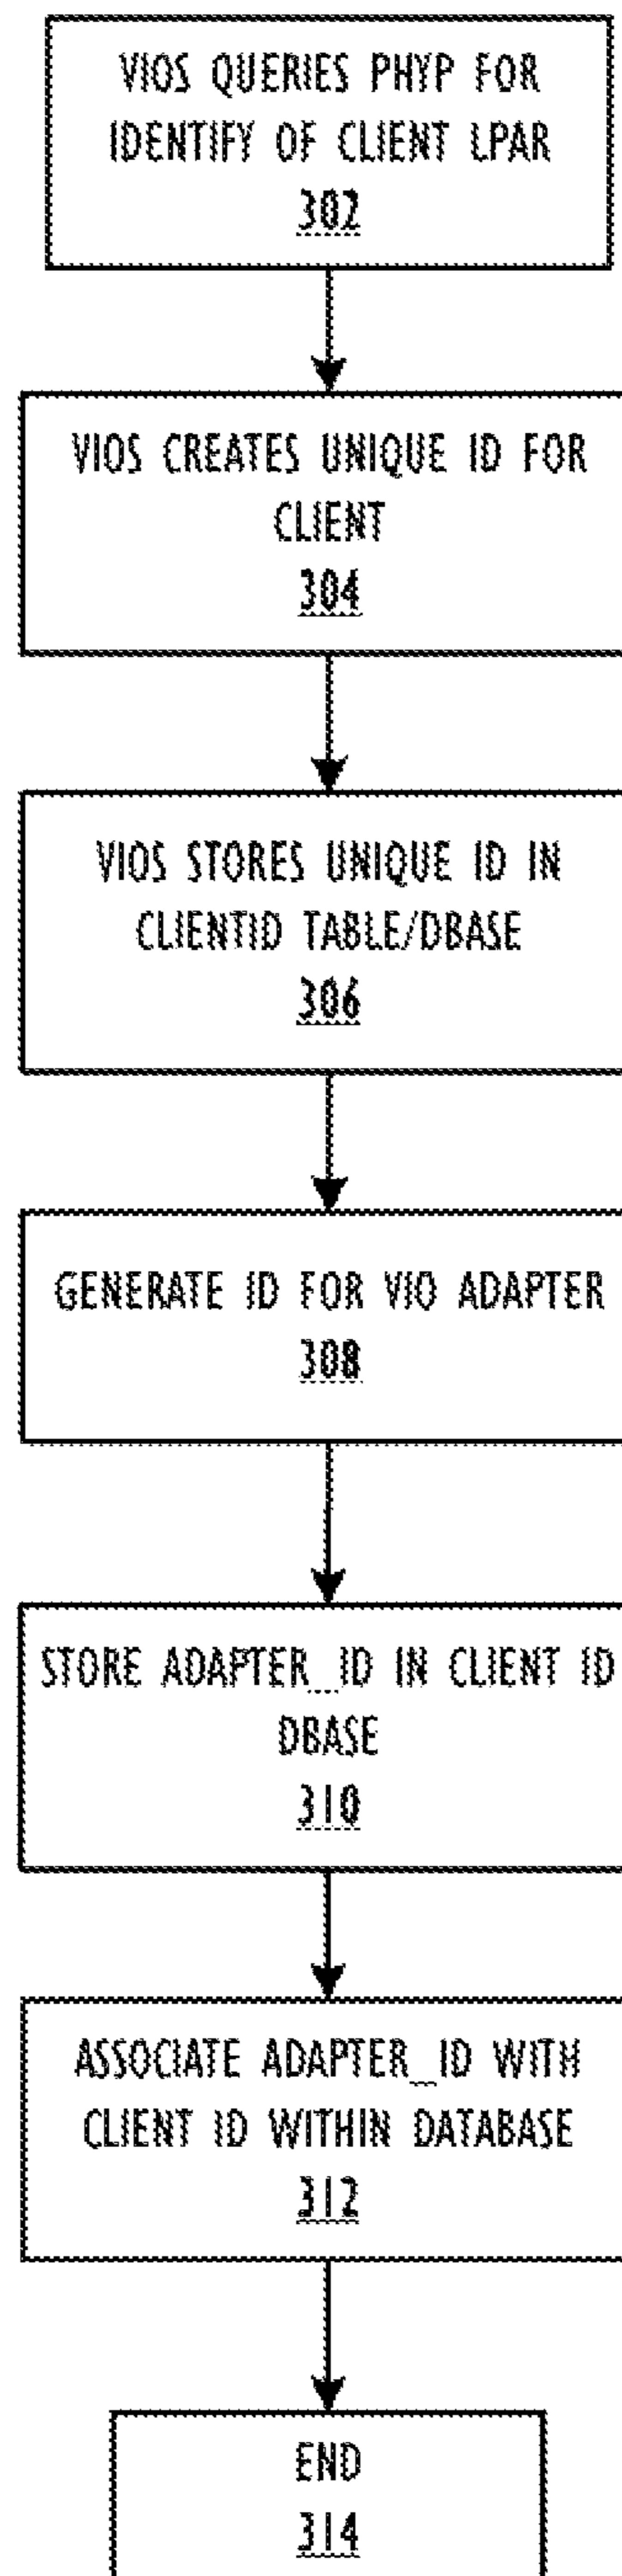 VIOS QUERIES PHYP FOR
IDENTIFY OF CLIENT LPAR
302
VIOS CREATES UNIQUE ID FOR
CLIENT
304
VIOS STORES UNIQUE ID IN
CLIENTID TABLE/DBASE
306
GENERATE ID FOR VIO ADAPTER
308
STORE ADAPTER_ID IN CLIENT ID
DBASE
310
ASSOCIATE ADAPTER_ID WITH
CLIENT ID WITHIN DATABASE
312
END
314